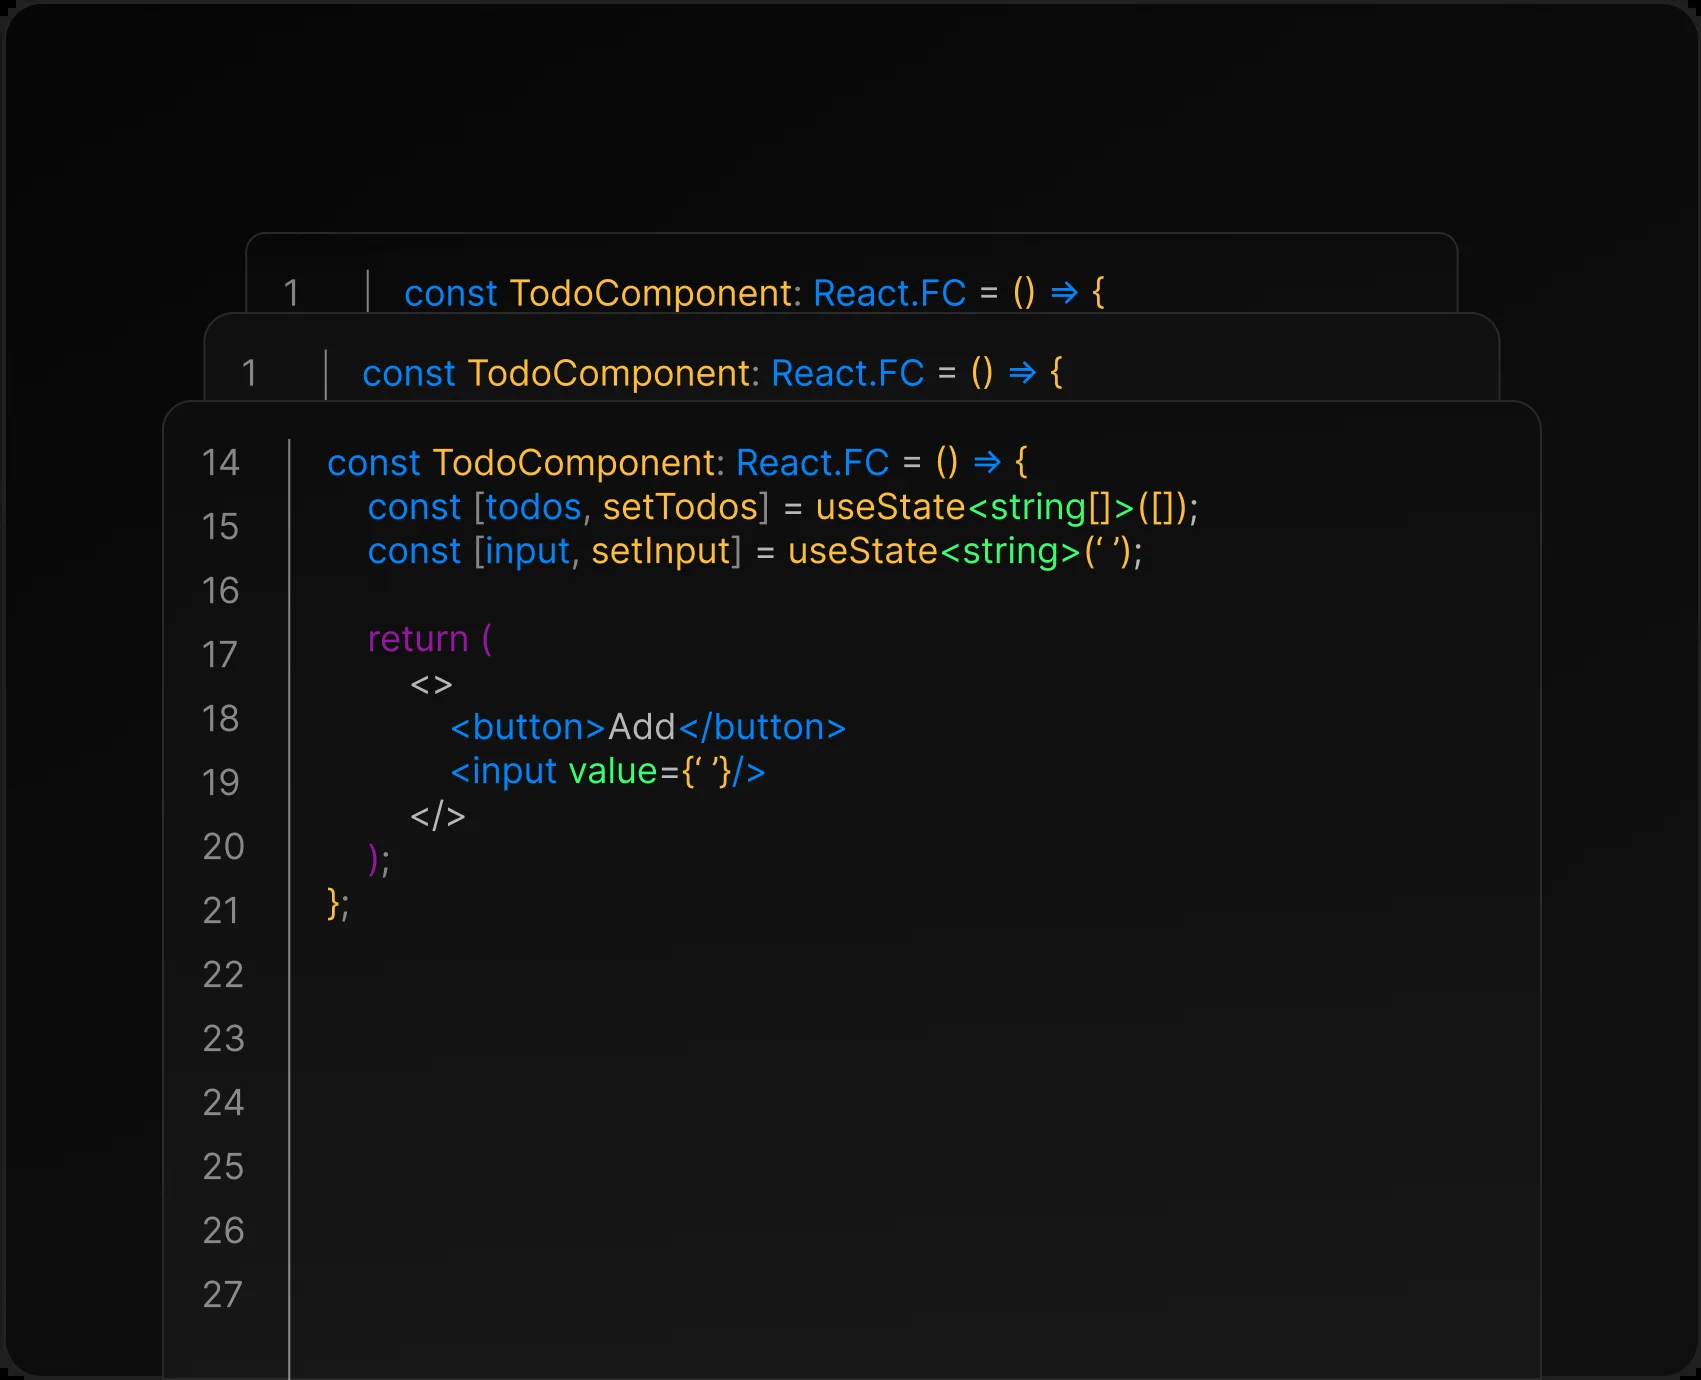 1 const TodoComponent: React.FC = () ⇒ {
1 const TodoComponent: React.FC = () ⇒ {
14 const TodoComponent: React.FC = () ⇒ {
15 const [todos, setTodos] = useState<string[]>([]);
16 const [input, setInput] = useState<string>(‘ ’);
17 return (
18 <>
19 <button>Add</button>
20 <input value={‘ ’}/>
21 </>
22 );
23 };
24
25
26
27